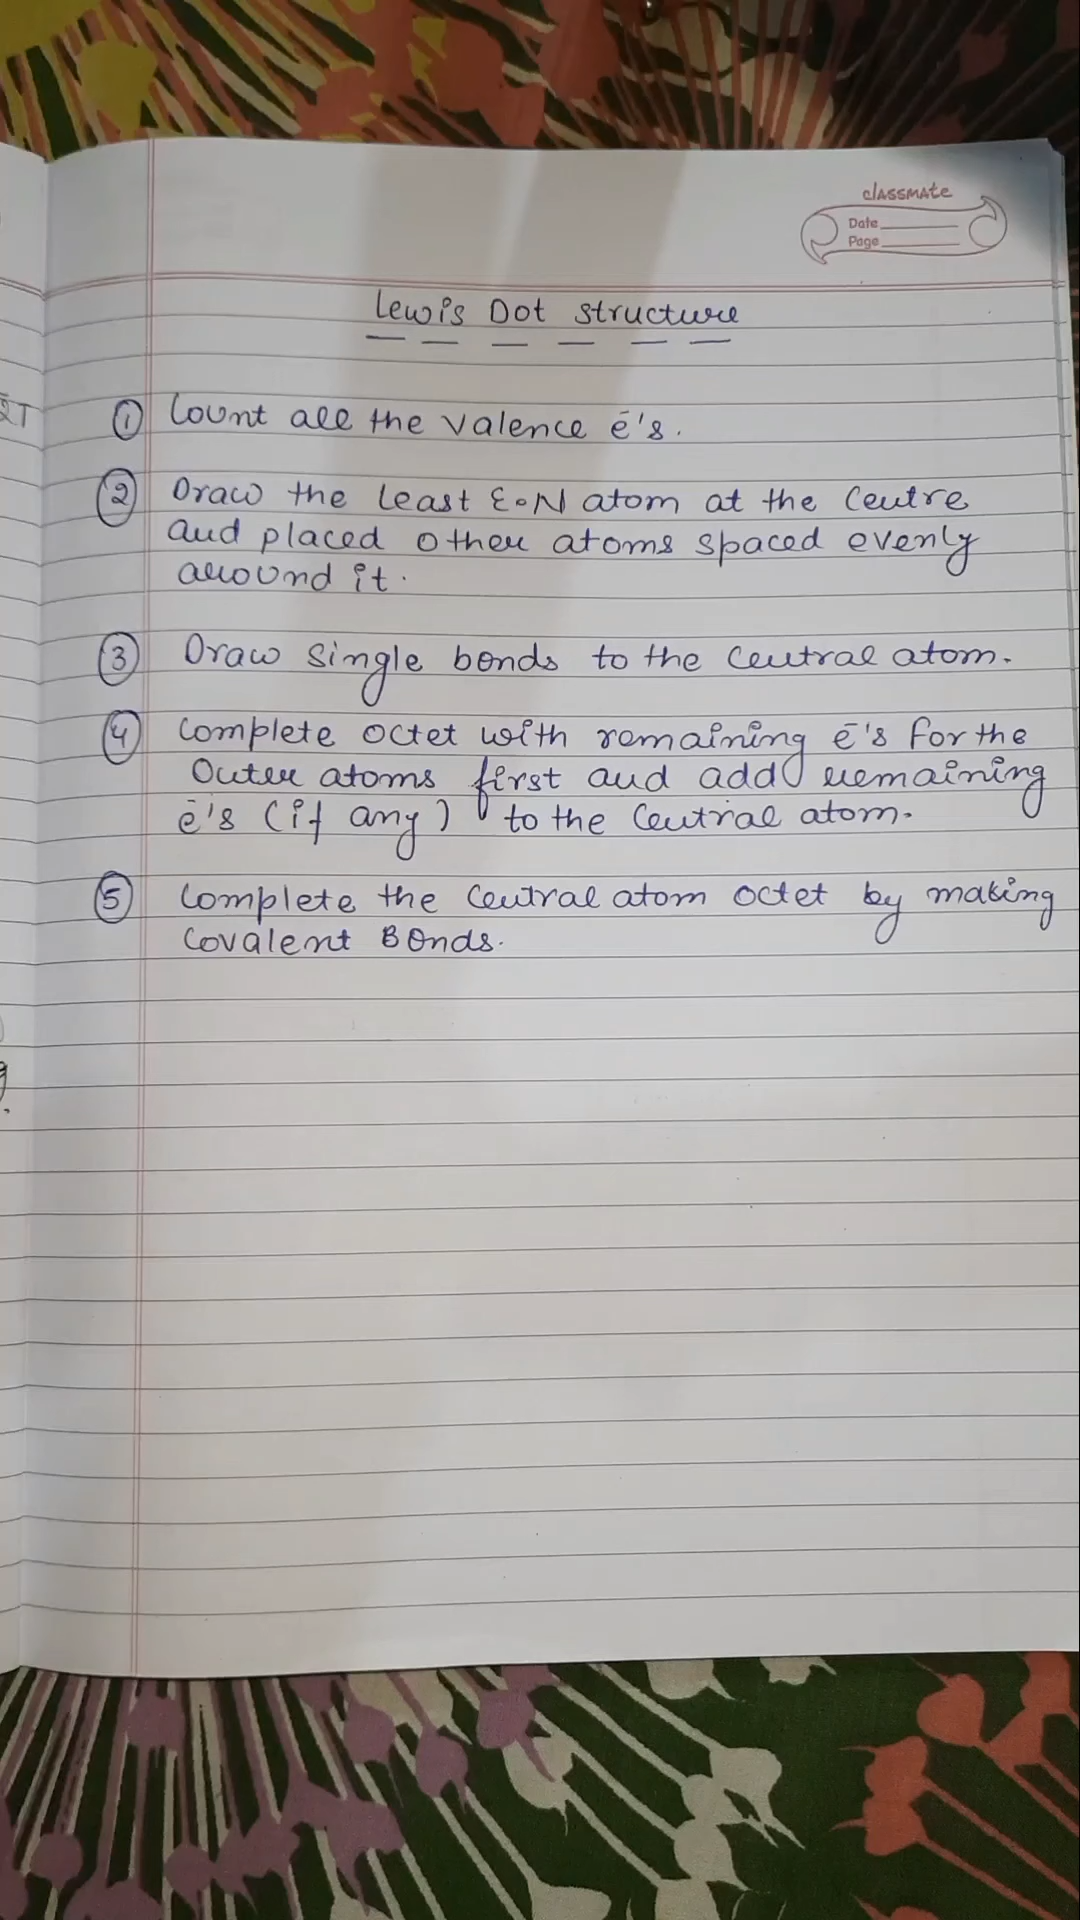 classmate
Date
Page
Lewis Dot structure
① Count all the valence ē's.
② Draw the least E.N atom at the centre
and placed other atoms spaced evenly
around it.
③ Draw single bonds to the central atom.
④ complete octet with remaining ē's for the
Outer atoms first and add remaining
ē's (if any) to the central atom.
⑤ complete the central atom octet by making
covalent Bonds.